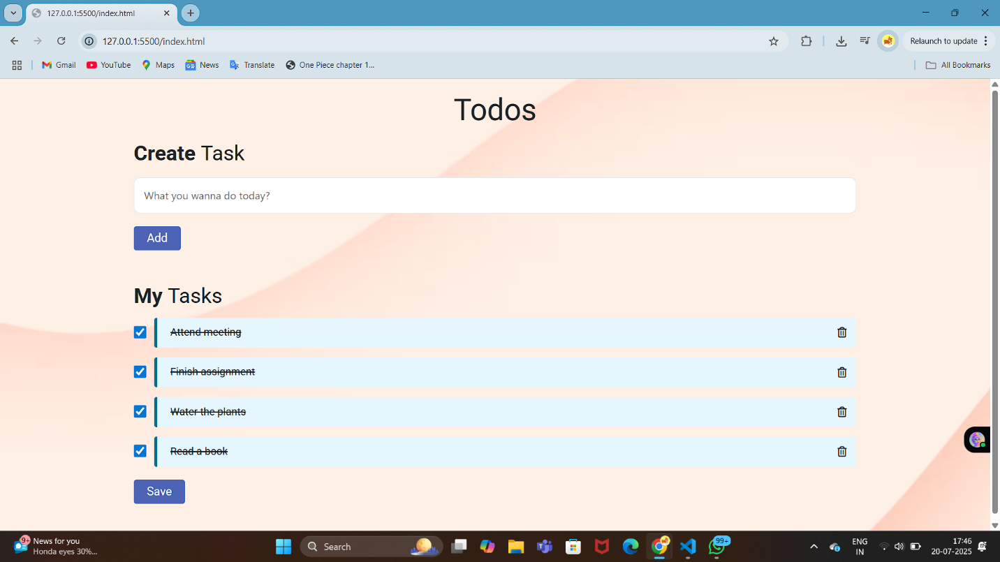 127.0.0.1:5500/index.html
127.0.0.1:5500/index.html
Relaunch to update
Gmail YouTube Maps News Translate One Piece chapter 1... All Bookmarks
Todos
Create Task
What you wanna do today?
Add
My Tasks
Attend meeting
Finish assignment
Water the plants
Read a book
Save
9+ News for you
Honda eyes 30%...
Search
99+
ENG
IN
17:46
20-07-2025